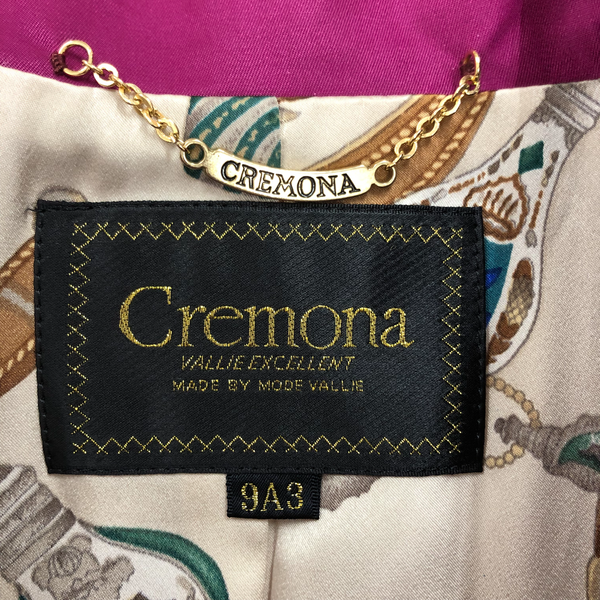 CREMONA
Cremona
VALLIE EXCELLENT
MADE BY MODE VALLIE
9A3